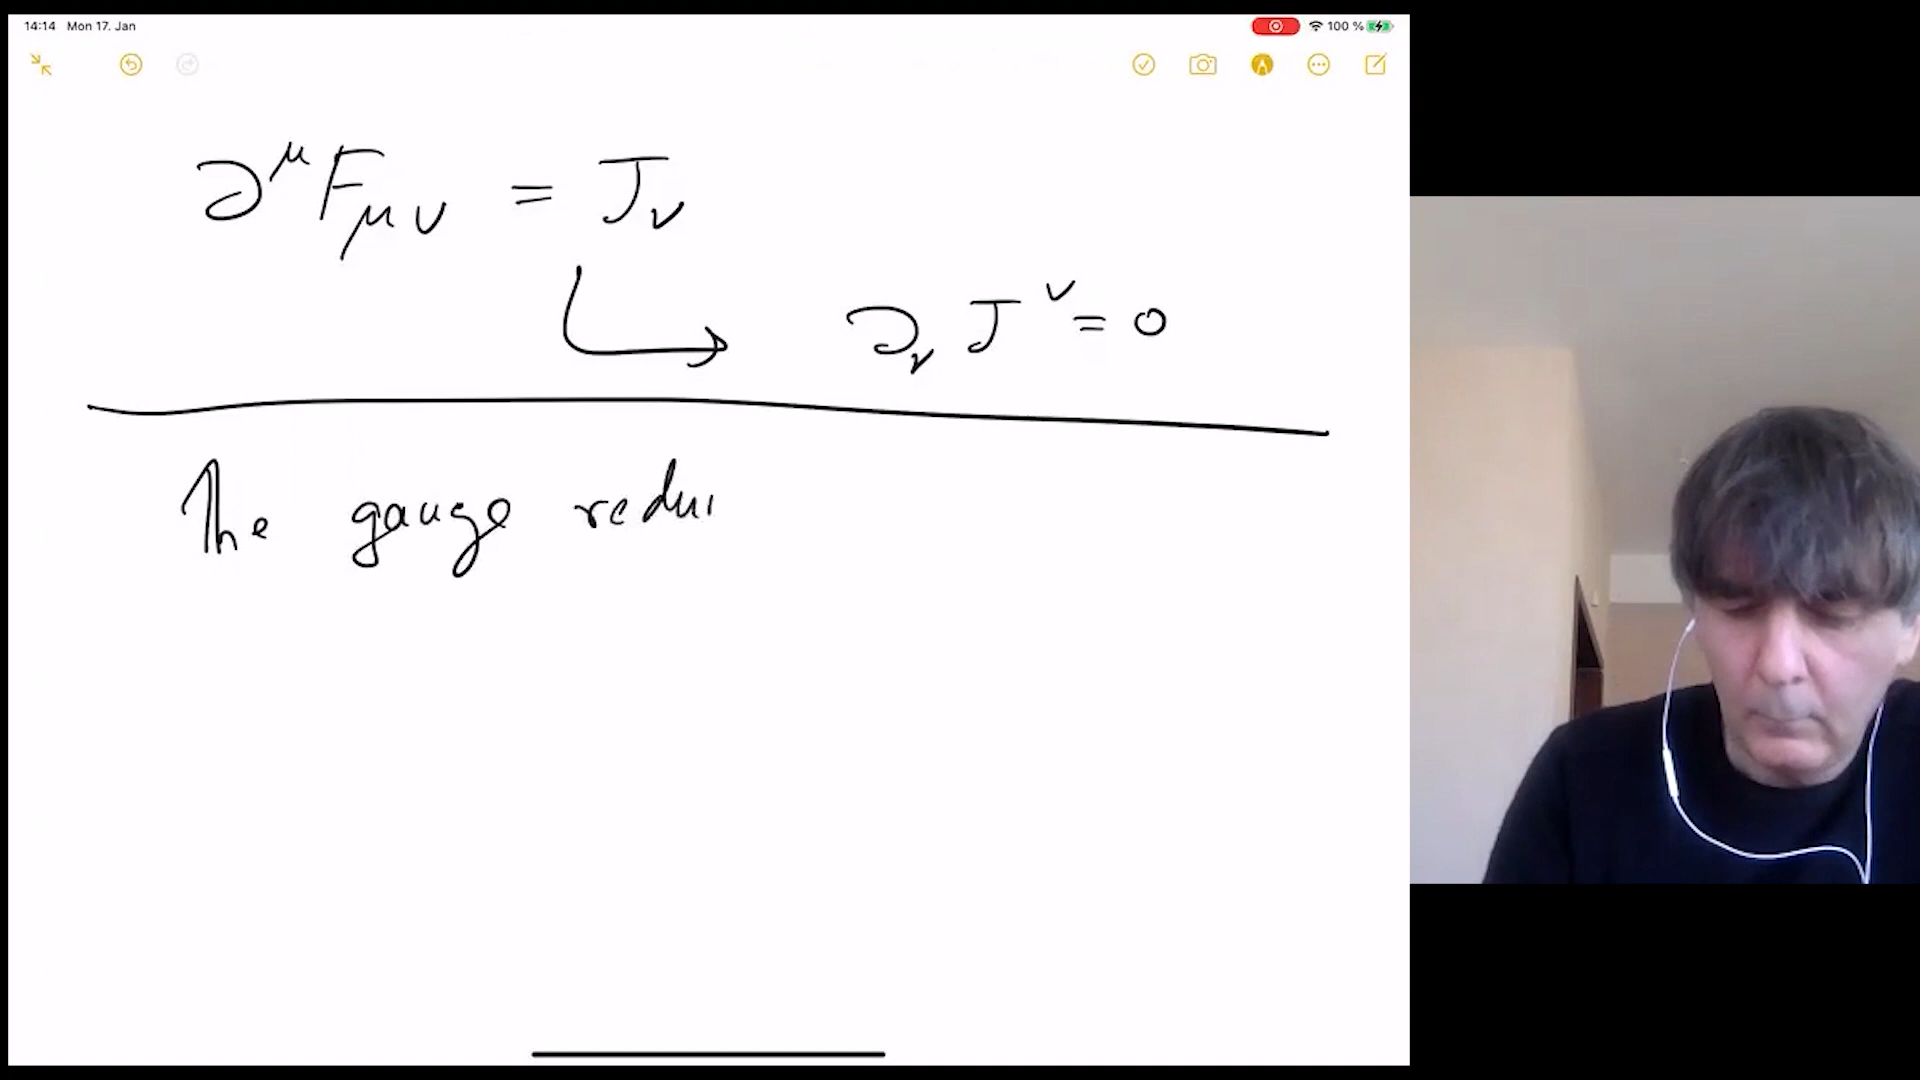 14:14 Mon 17. Jan 100 %
∂^μ F_μν = J_ν
∂_ν J^ν = 0
The gauge redu